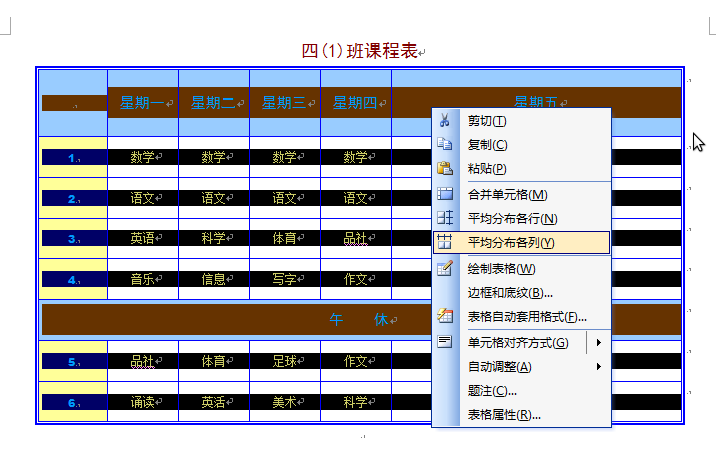 四(1)班课程表
星期一 星期二 星期三 星期四 星期五
1 数学 数学 数学 数学
2 语文 语文 语文 语文
3 英语 科学 体育 品社
4 音乐 信息 写字 作文
午 休
5 品社 体育 足球 作文
6 诵读 英活 美术 科学
剪切(T)
复制(C)
粘贴(P)
合并单元格(M)
平均分布各行(N)
平均分布各列(Y)
绘制表格(W)
边框和底纹(B)...
表格自动套用格式(F)...
单元格对齐方式(G)
自动调整(A)
题注(C)...
表格属性(R)...